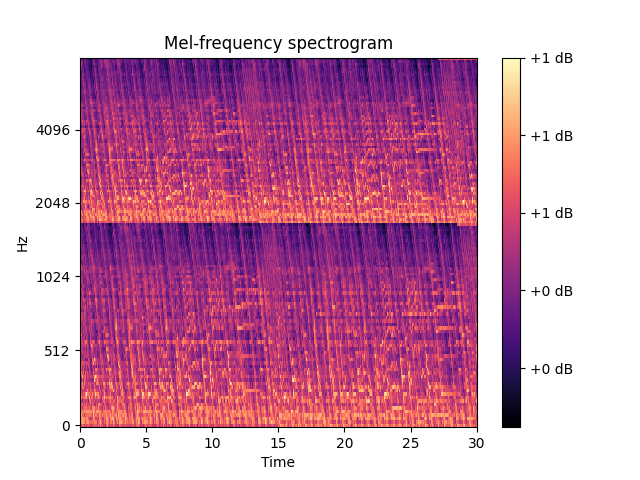 Mel-frequency spectrogram
Hz
4096
2048
1024
512
0
0 5 10 15 20 25 30
Time
+1 dB
+1 dB
+1 dB
+0 dB
+0 dB